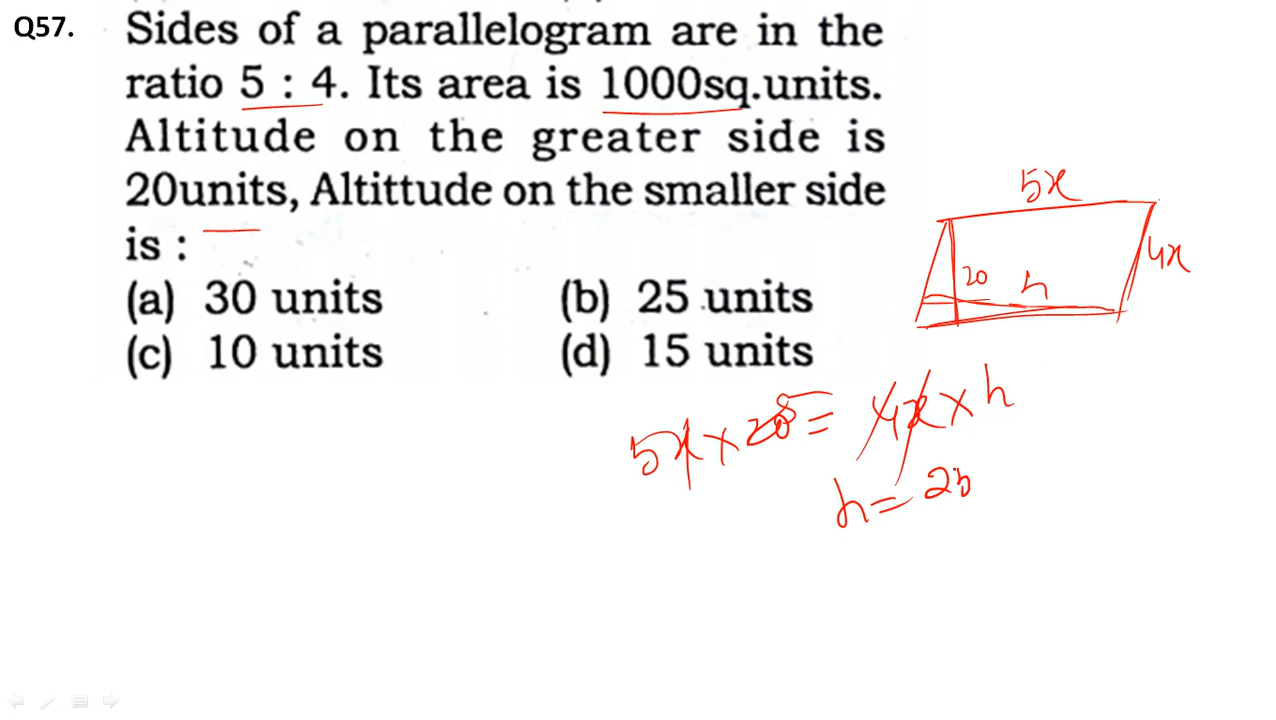 Q57. Sides of a parallelogram are in the
ratio 5 : 4. Its area is 1000sq.units.
Altitude on the greater side is
20units, Altittude on the smaller side
is :
(a) 30 units (b) 25 units
(c) 10 units (d) 15 units
5x
4x
20 h
5x × 20 5 = 4x × h
h = 25